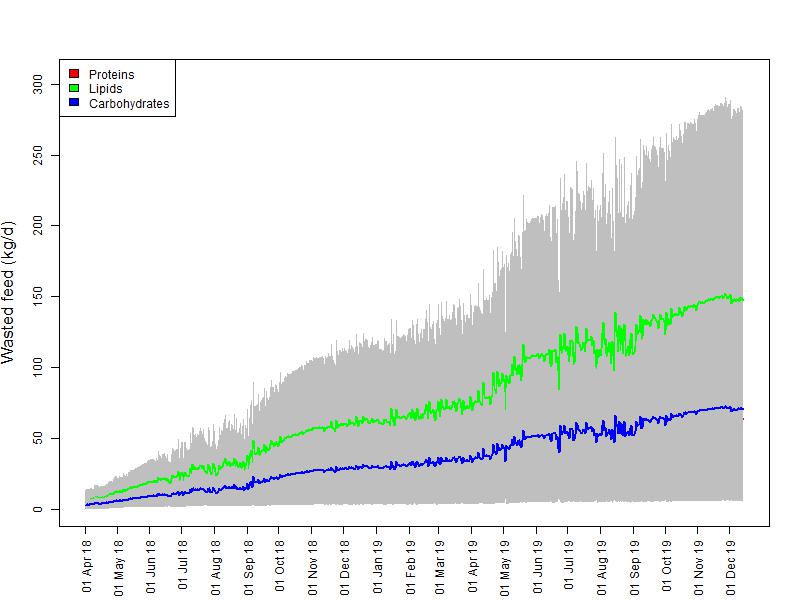 Proteins
Lipids
Carbohydrates
Wasted feed (kg/d)
300
250
200
150
100
50
0
01 Apr 18
01 May 18
01 Jun 18
01 Jul 18
01 Aug 18
01 Sep 18
01 Oct 18
01 Nov 18
01 Dec 18
01 Jan 19
01 Feb 19
01 Mar 19
01 Apr 19
01 May 19
01 Jun 19
01 Jul 19
01 Aug 19
01 Sep 19
01 Oct 19
01 Nov 19
01 Dec 19